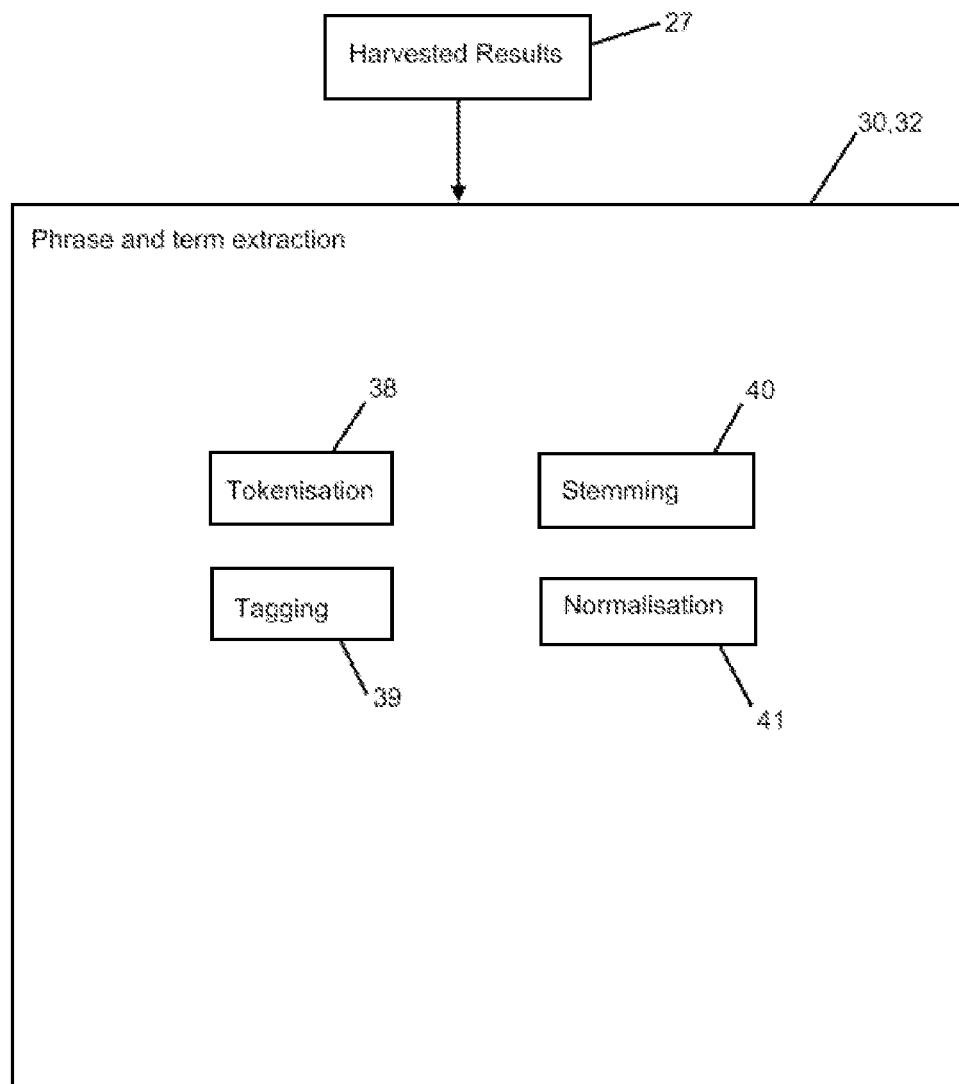 27
Harvested Results
30,32
Phrase and term extraction
38
40
Tokenisation
Stemming
Tagging
Normalisation
39
41